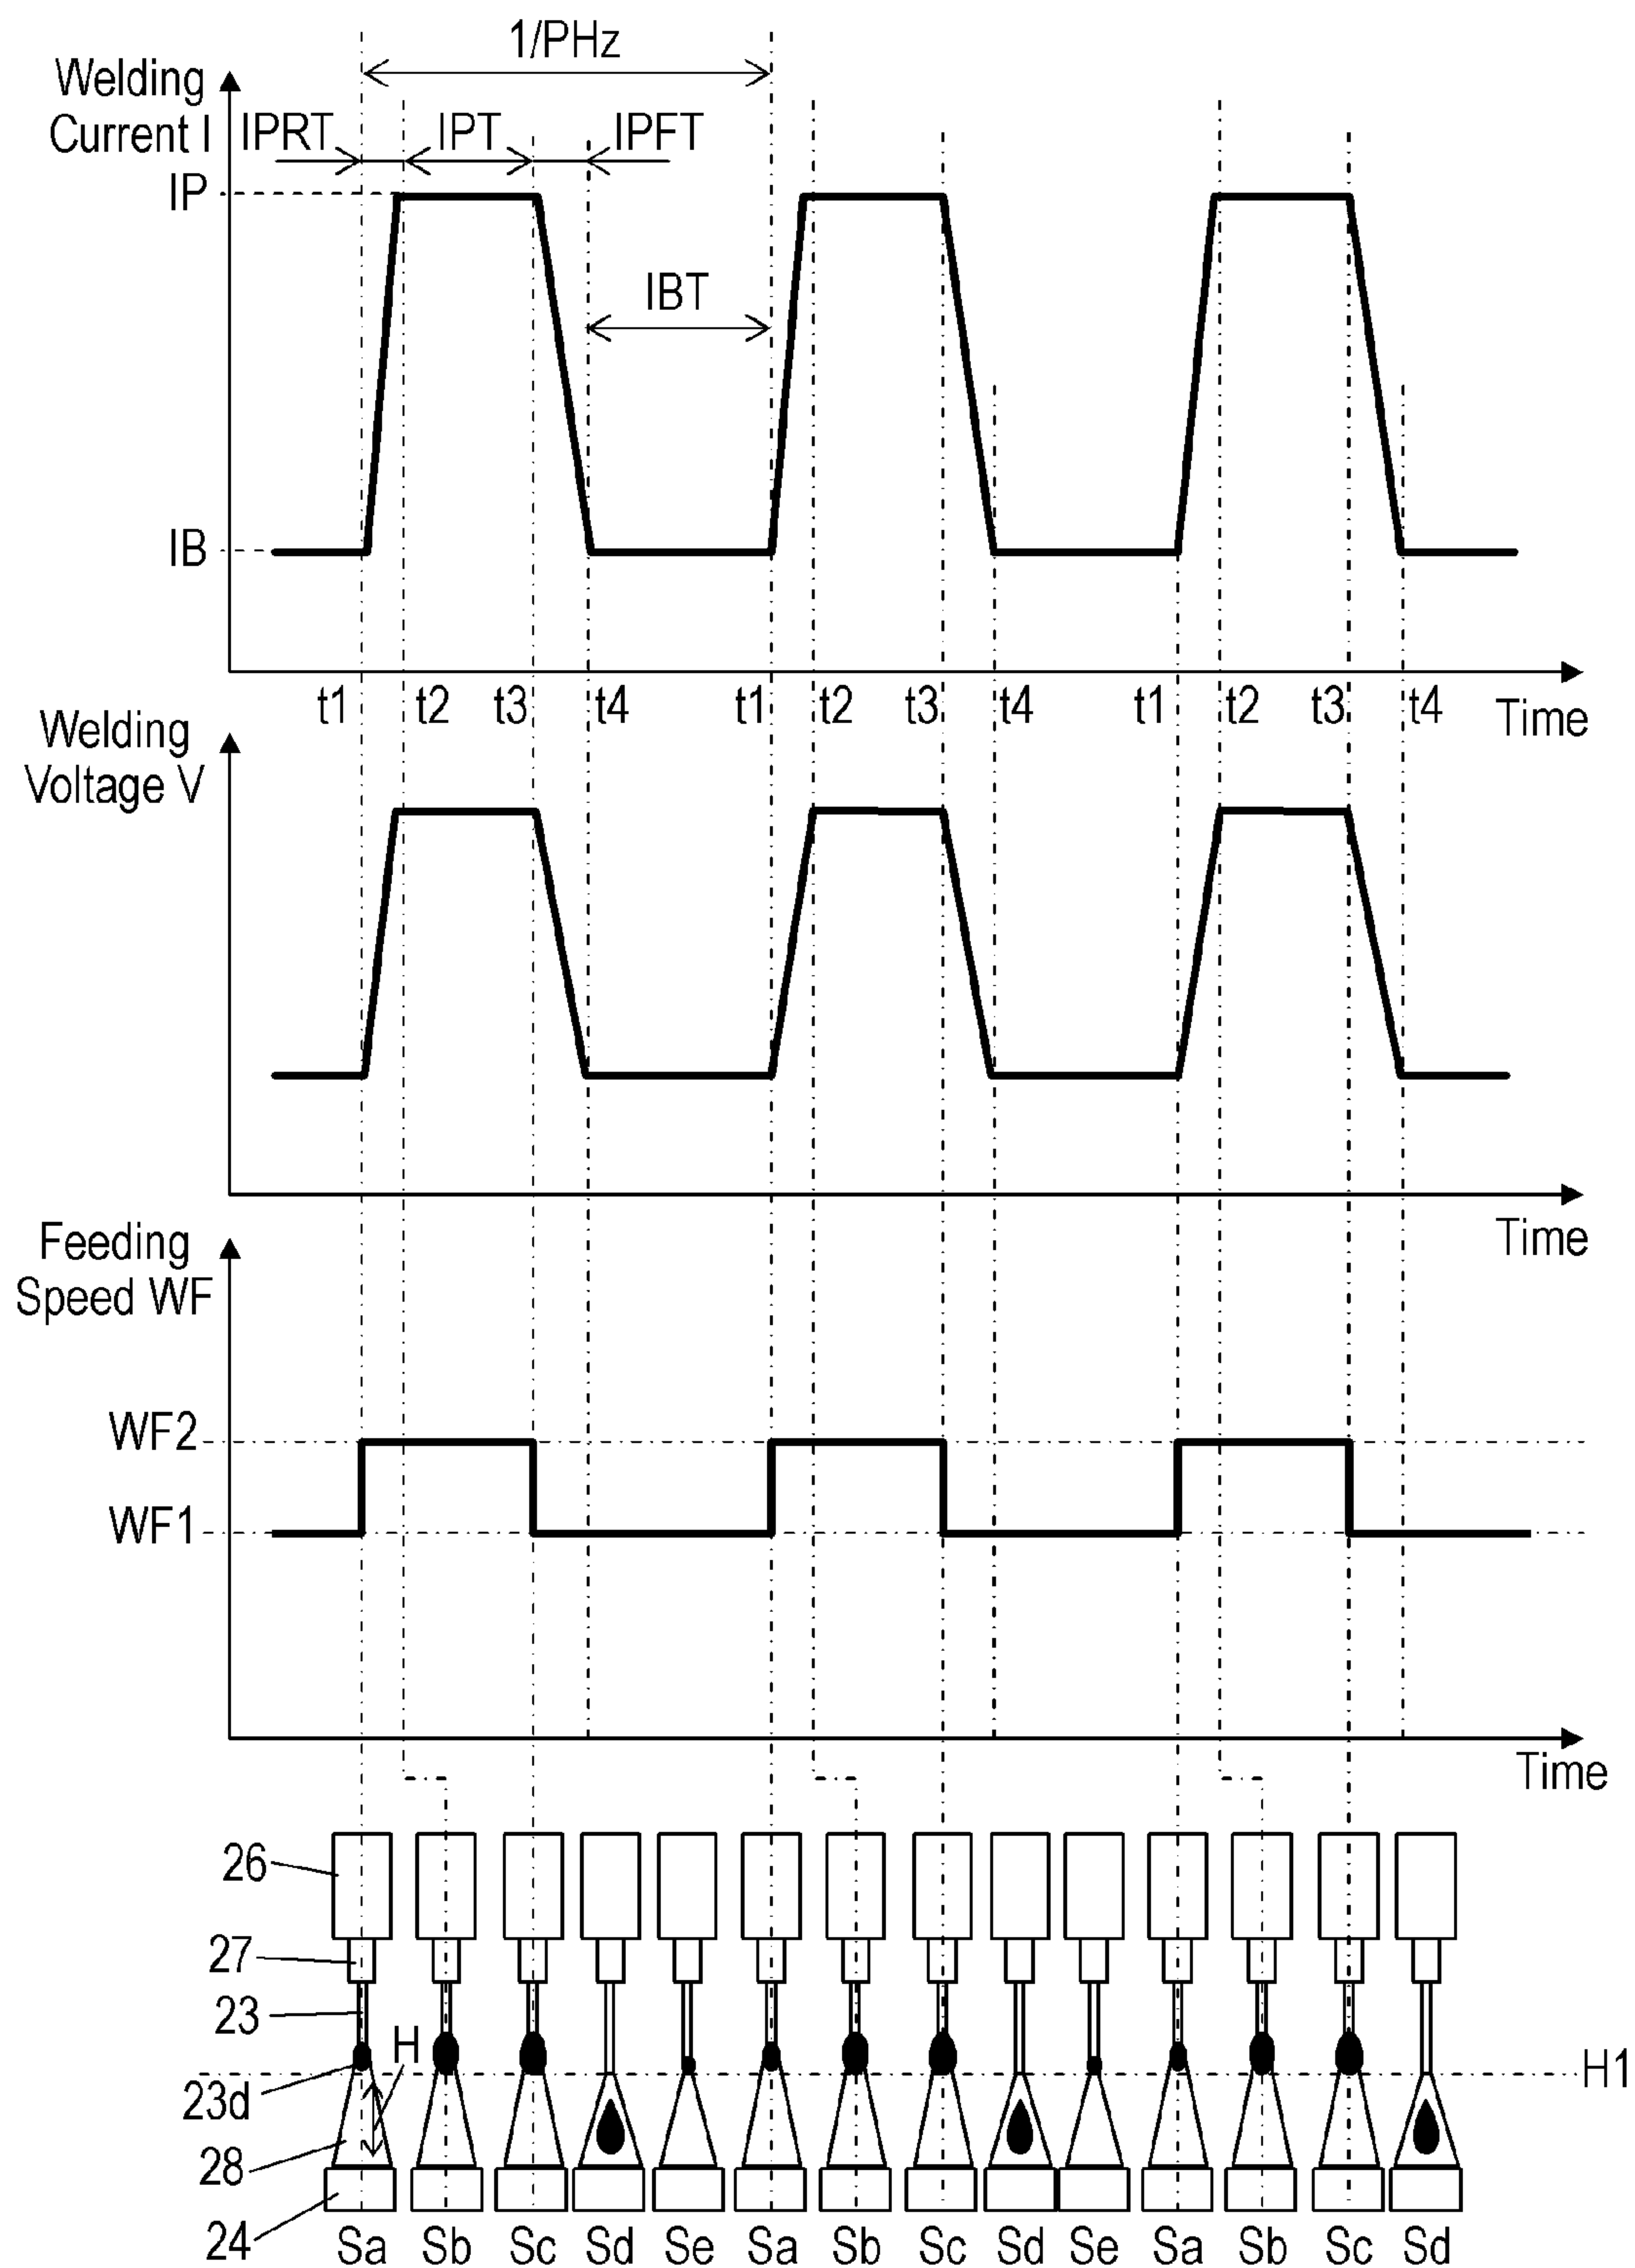 1/PHz
Welding
Current I
IPRT IPT IPFT
IP
IBT
IB
t1 t2 t3 t4 t1 t2 t3 t4 t1 t2 t3 t4 Time
Welding
Voltage V
Time
Feeding
Speed WF
WF2
WF1
Time
26
27
23
H
H1
23d
28
24
Sa Sb Sc Sd Se Sa Sb Sc Sd Se Sa Sb Sc Sd